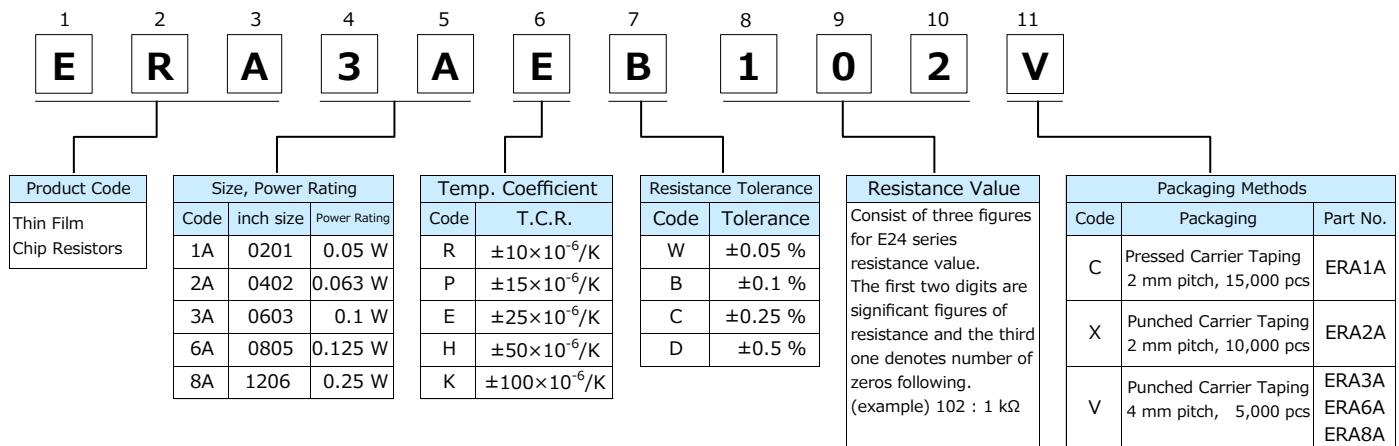 1 2 3 4 5 6 7 8 9 10 11
E R A 3 A E B 1 0 2 V
Product Code
Thin Film
Chip Resistors
Size, Power Rating
Code inch size Power Rating
1A 0201 0.05 W
2A 0402 0.063 W
3A 0603 0.1 W
6A 0805 0.125 W
8A 1206 0.25 W
Temp. Coefficient
Code T.C.R.
R ±10×10⁻⁶/K
P ±15×10⁻⁶/K
E ±25×10⁻⁶/K
H ±50×10⁻⁶/K
K ±100×10⁻⁶/K
Resistance Tolerance
Code Tolerance
W ±0.05 %
B ±0.1 %
C ±0.25 %
D ±0.5 %
Resistance Value
Consist of three figures
for E24 series
resistance value.
The first two digits are
significant figures of
resistance and the third
one denotes number of
zeros following.
(example) 102 : 1 kΩ
Packaging Methods
Code Packaging Part No.
C Pressed Carrier Taping
2 mm pitch, 15,000 pcs ERA1A
X Punched Carrier Taping
2 mm pitch, 10,000 pcs ERA2A
V Punched Carrier Taping
4 mm pitch, 5,000 pcs
ERA3A
ERA6A
ERA8A